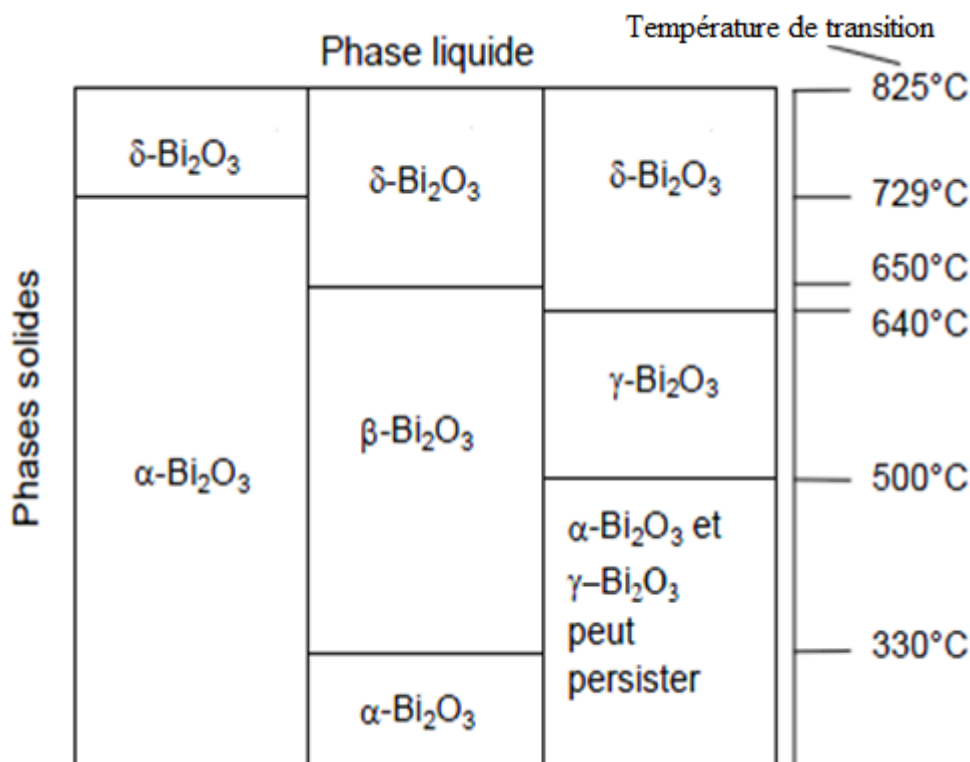 Température de transition
Phase liquide
825°C
δ-Bi₂O₃
δ-Bi₂O₃
δ-Bi₂O₃
729°C
650°C
640°C
Phases solides
γ-Bi₂O₃
β-Bi₂O₃
α-Bi₂O₃
500°C
α-Bi₂O₃ et
γ–Bi₂O₃
peut
persister
330°C
α-Bi₂O₃